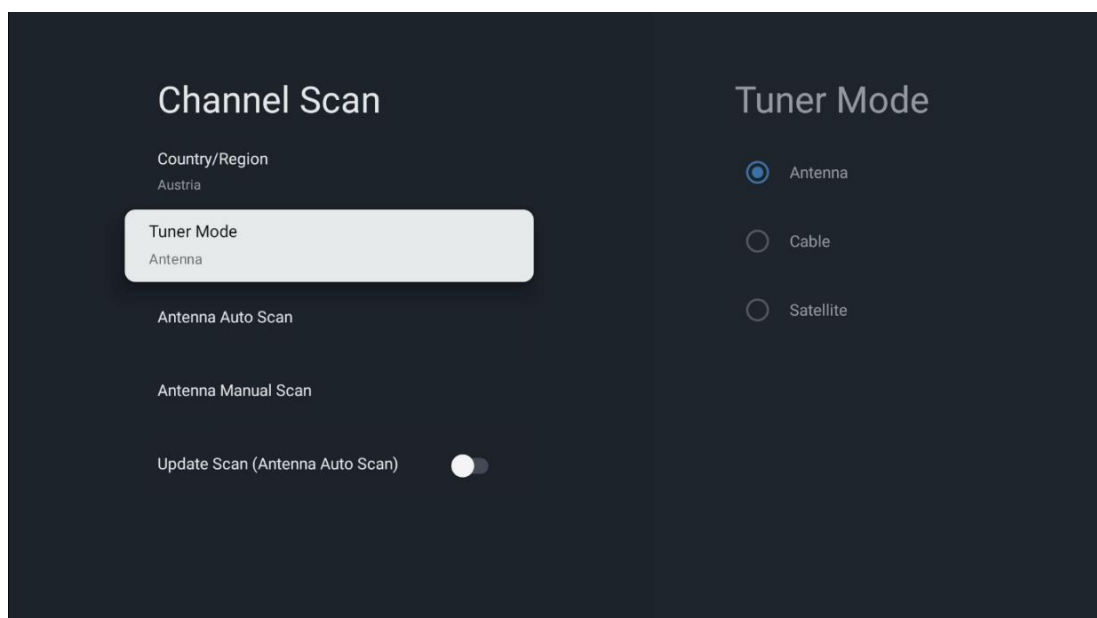 Channel Scan
Country/Region
Austria
Tuner Mode
Antenna
Antenna Auto Scan
Antenna Manual Scan
Update Scan (Antenna Auto Scan)
Tuner Mode
Antenna
Cable
Satellite